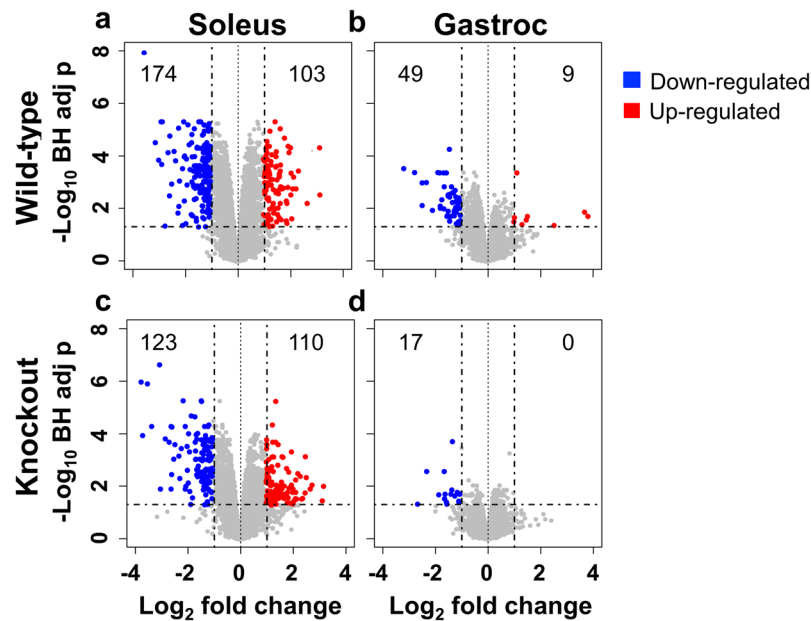 a Soleus b Gastroc
Wild-type
-Log10 BH adj p
8
6
4
2
0
174 103
49 9
Down-regulated
Up-regulated
c d
Knockout
-Log10 BH adj p
8
6
4
2
0
123 110
17 0
-4 -2 0 2 4
-4 -2 0 2 4
Log2 fold change
Log2 fold change